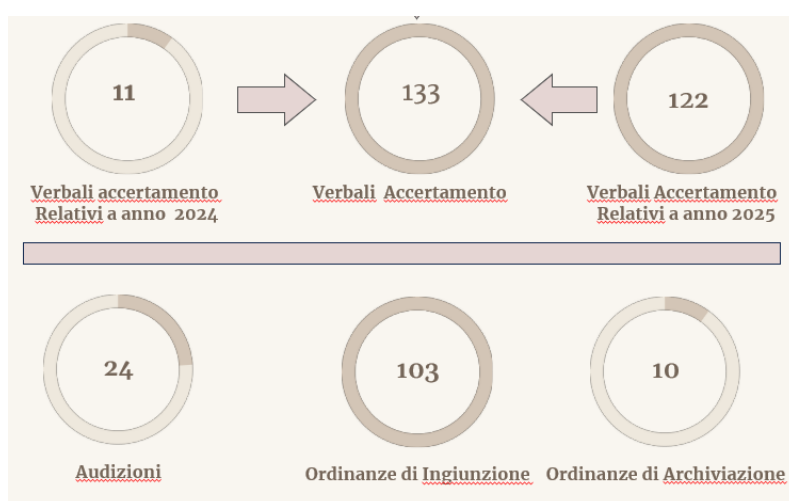 11
133
122
Verbali accertamento
Relativi a anno 2024
Verbali Accertamento
Verbali Accertamento
Relativi a anno 2025
24
103
10
Audizioni
Ordinanze di Ingiunzione
Ordinanze di Archiviazione